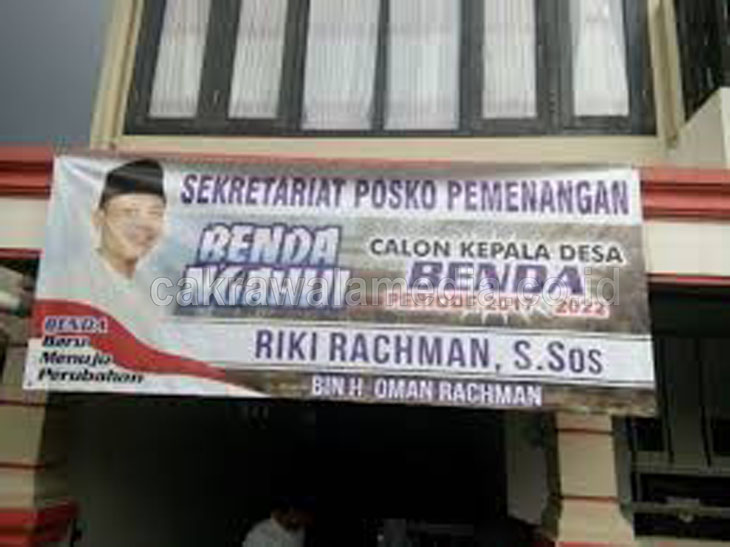 SEKRETARIAT POSKO PEMENANGAN
BENDA
CALON KEPALA DESA
BENDA
PERIODE 2017 - 2022
cakrawalamedia.co.id
RIKI RACHMAN, S.Sos
BIN H. OMAN RACHMAN
BENDA
Baru
Menuju
Perubahan